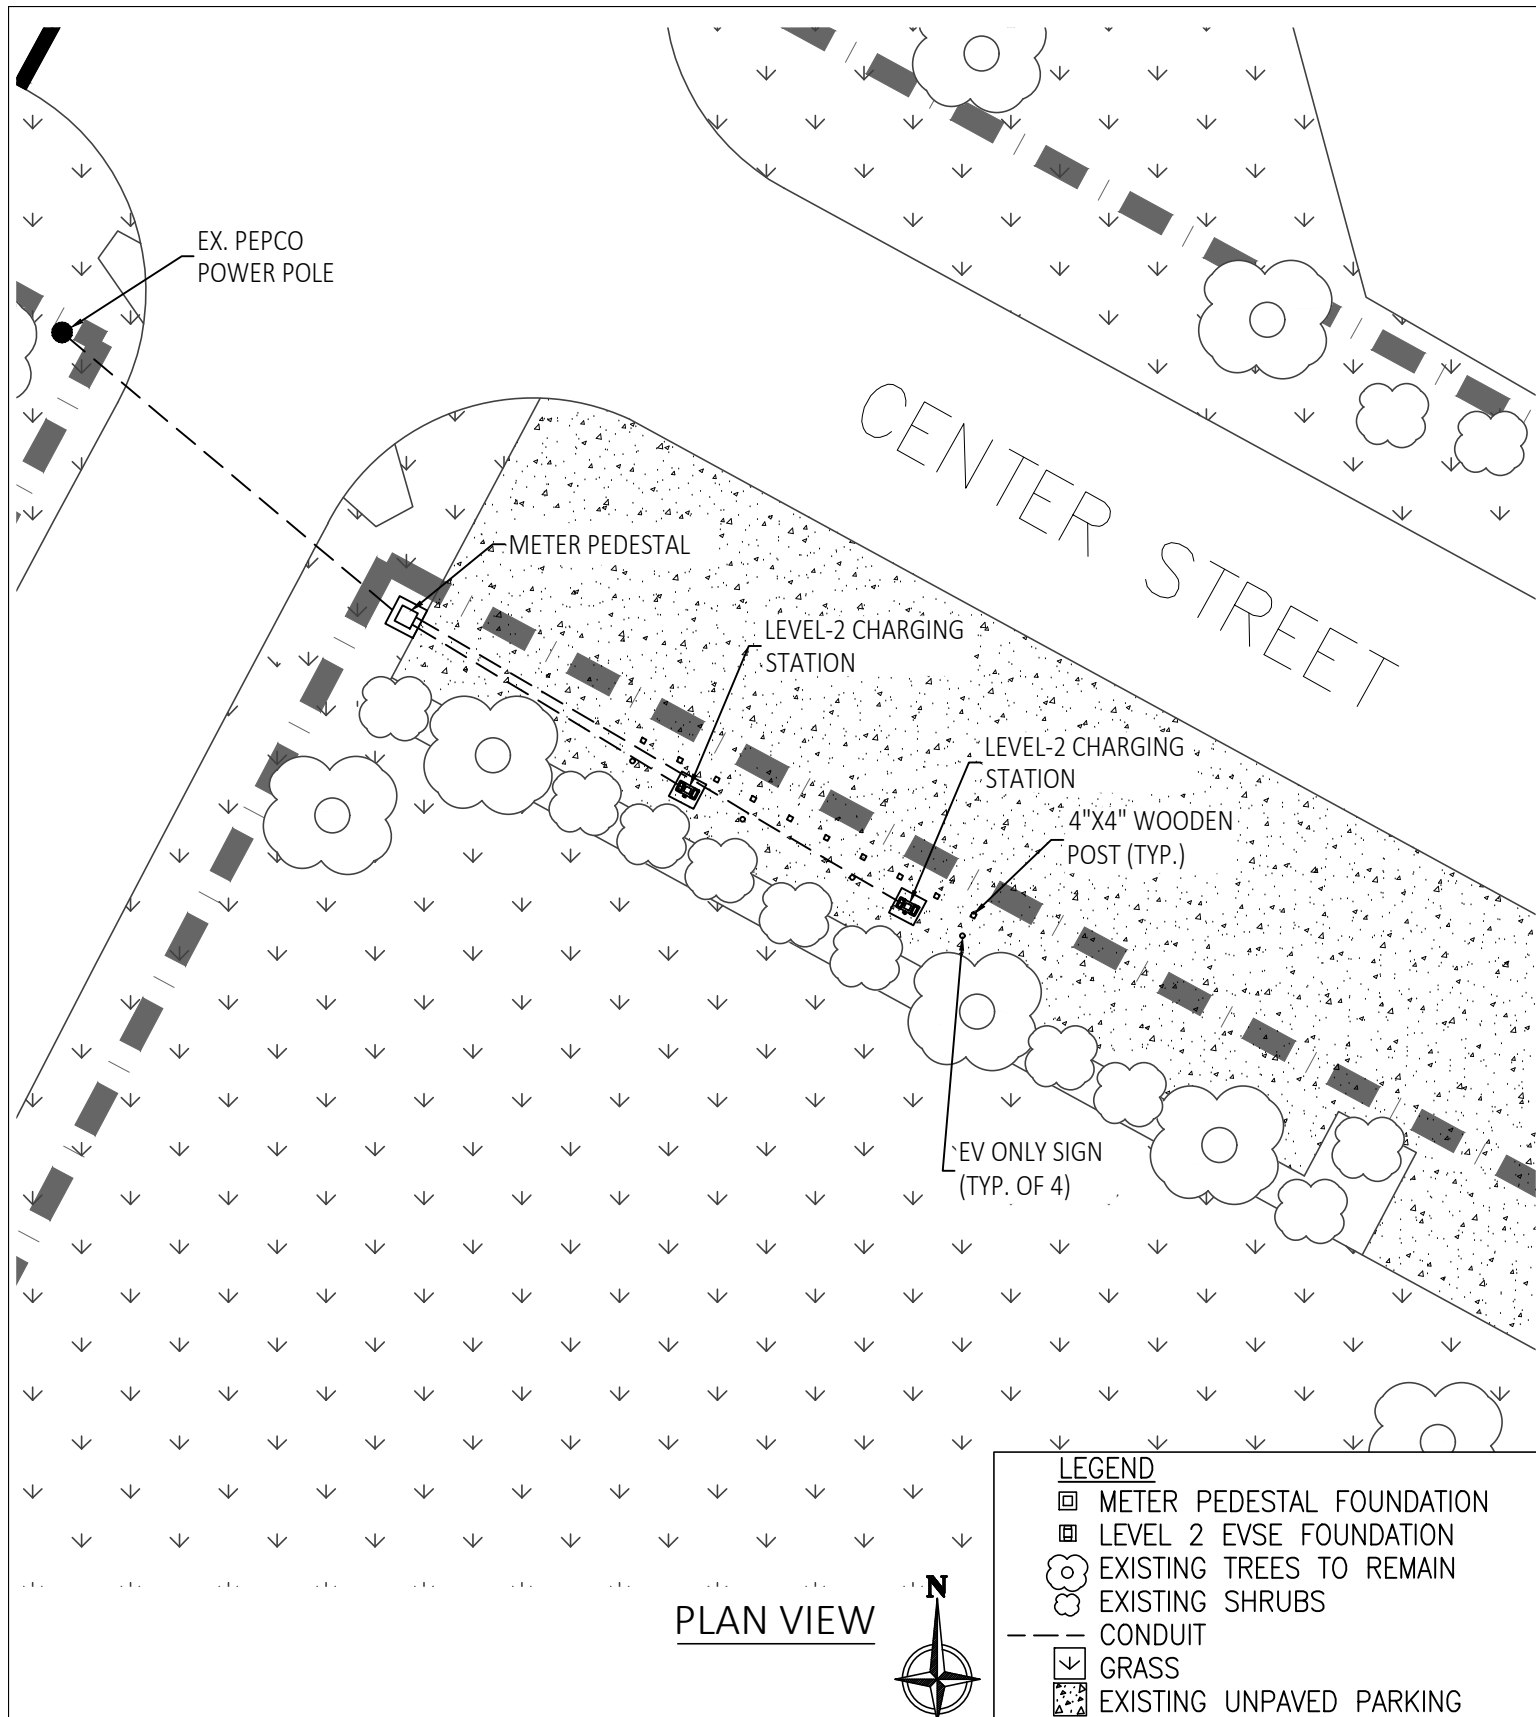 EX. PEPCO
POWER POLE
CENTER STREET
METER PEDESTAL
LEVEL-2 CHARGING
STATION
LEVEL-2 CHARGING
STATION
4"X4" WOODEN
POST (TYP.)
EV ONLY SIGN
(TYP. OF 4)
LEGEND
METER PEDESTAL FOUNDATION
LEVEL 2 EVSE FOUNDATION
EXISTING TREES TO REMAIN
EXISTING SHRUBS
CONDUIT
GRASS
EXISTING UNPAVED PARKING
N
PLAN VIEW